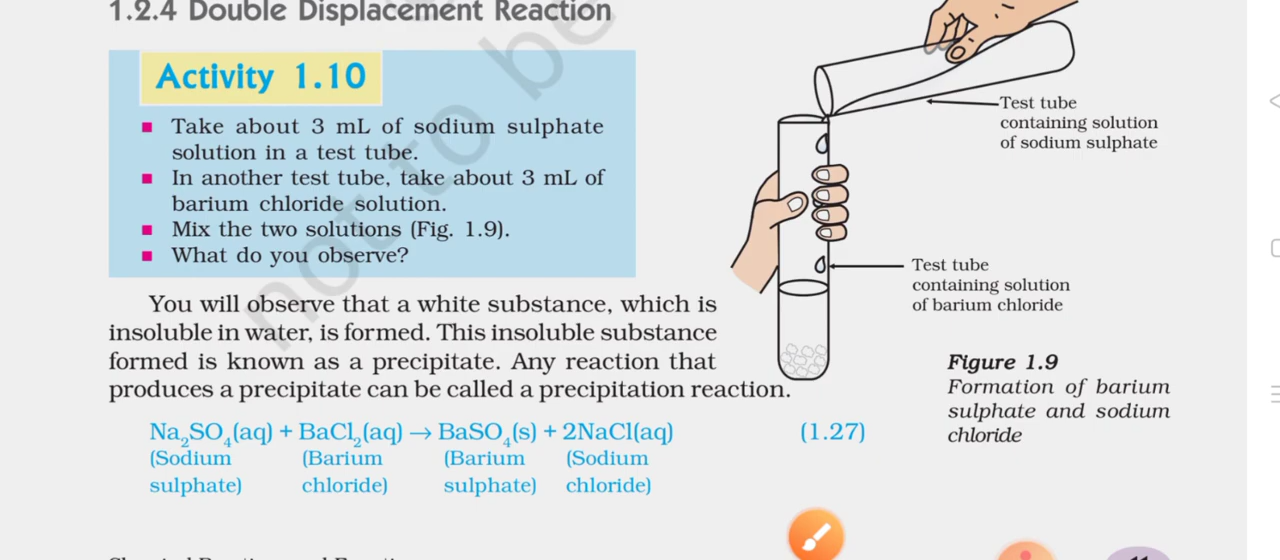 1.2.4 Double Displacement Reaction
Activity 1.10
Take about 3 mL of sodium sulphate
solution in a test tube.
In another test tube, take about 3 mL of
barium chloride solution.
Mix the two solutions (Fig. 1.9).
What do you observe?
Test tube
containing solution
of sodium sulphate
Test tube
containing solution
of barium chloride
You will observe that a white substance, which is
insoluble in water, is formed. This insoluble substance
formed is known as a precipitate. Any reaction that
produces a precipitate can be called a precipitation reaction.
Figure 1.9
Formation of barium
sulphate and sodium
chloride
Na₂SO₄(aq) + BaCl₂(aq) → BaSO₄(s) + 2NaCl(aq) (1.27)
(Sodium (Barium (Barium (Sodium
sulphate) chloride) sulphate) chloride)
not to be